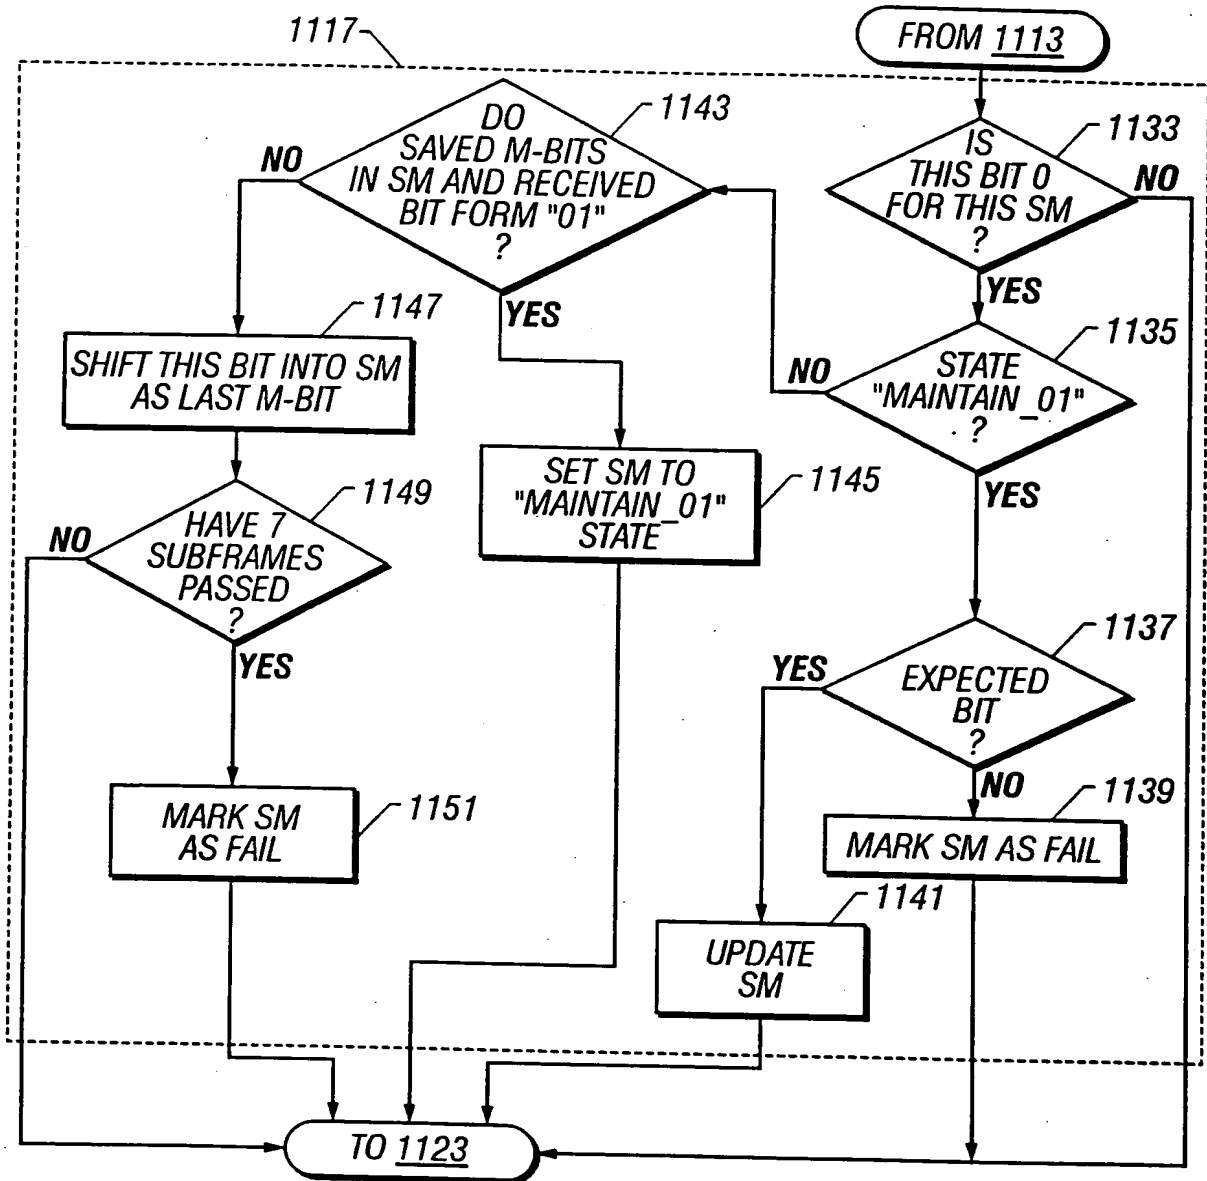 1117
FROM 1113
DO
SAVED M-BITS
IN SM AND RECEIVED
BIT FORM "01"
?
1143
NO
YES
IS
THIS BIT 0
FOR THIS SM
?
1133
NO
YES
1147
SHIFT THIS BIT INTO SM
AS LAST M-BIT
STATE
"MAINTAIN_01"
?
1135
NO
YES
SET SM TO
"MAINTAIN_01"
STATE
1145
HAVE 7
SUBFRAMES
PASSED
?
1149
NO
YES
EXPECTED
BIT
?
1137
YES
NO
MARK SM
AS FAIL
1151
MARK SM AS FAIL
1139
UPDATE
SM
1141
TO 1123